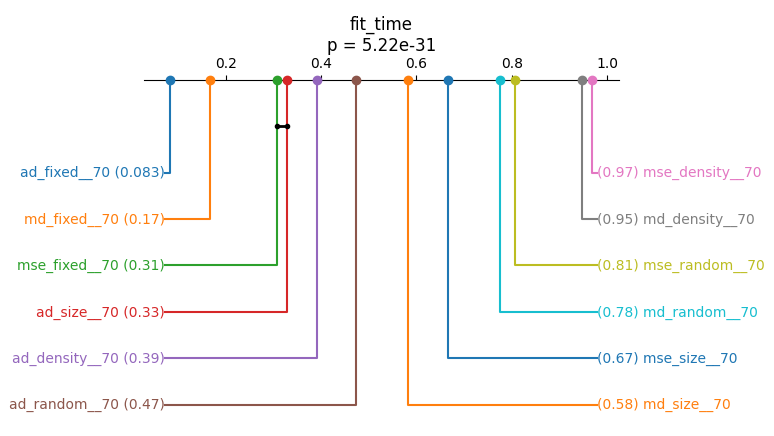 fit_time
p = 5.22e-31
0.2 0.4 0.6 0.8 1.0
ad_fixed__70 (0.083) (0.97) mse_density__70
md_fixed__70 (0.17) (0.95) md_density__70
mse_fixed__70 (0.31) (0.81) mse_random__70
ad_size__70 (0.33) (0.78) md_random__70
ad_density__70 (0.39) (0.67) mse_size__70
ad_random__70 (0.47) (0.58) md_size__70